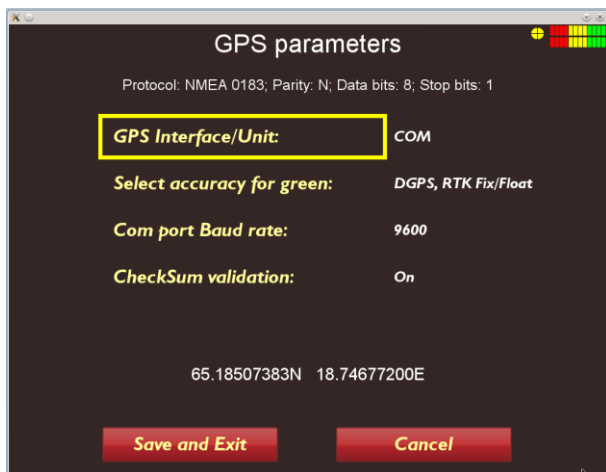 GPS parameters
Protocol: NMEA 0183; Parity: N; Data bits: 8; Stop bits: 1
GPS Interface/Unit: COM
Select accuracy for green: DGPS, RTK Fix/Float
Com port Baud rate: 9600
CheckSum validation: On
65.18507383N 18.74677200E
Save and Exit Cancel